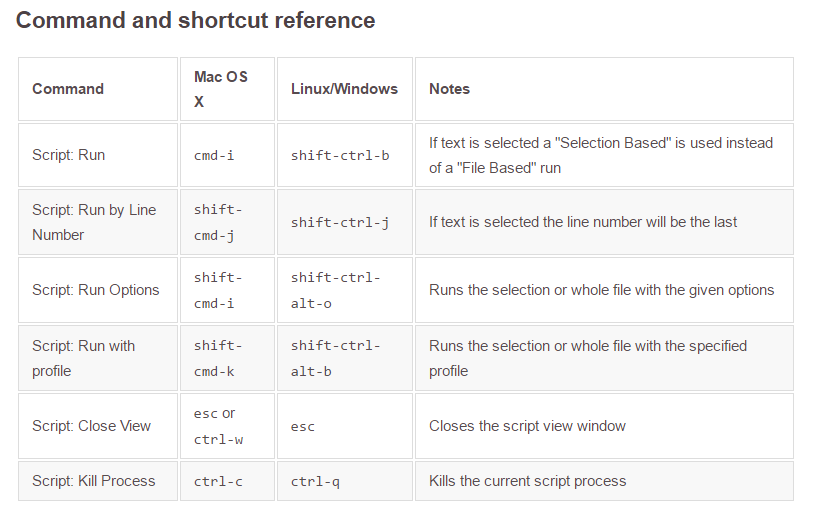 Command and shortcut reference
Command
Mac OS
X
Linux/Windows
Notes
Script: Run
cmd-i
shift-ctrl-b
If text is selected a "Selection Based" is used instead
of a "File Based" run
Script: Run by Line
Number
shift-
cmd-j
shift-ctrl-j
If text is selected the line number will be the last
Script: Run Options
shift-
cmd-i
shift-ctrl-
alt-o
Runs the selection or whole file with the given options
Script: Run with
profile
shift-
cmd-k
shift-ctrl-
alt-b
Runs the selection or whole file with the specified
profile
Script: Close View
esc or
ctrl-w
esc
Closes the script view window
Script: Kill Process
ctrl-c
ctrl-q
Kills the current script process